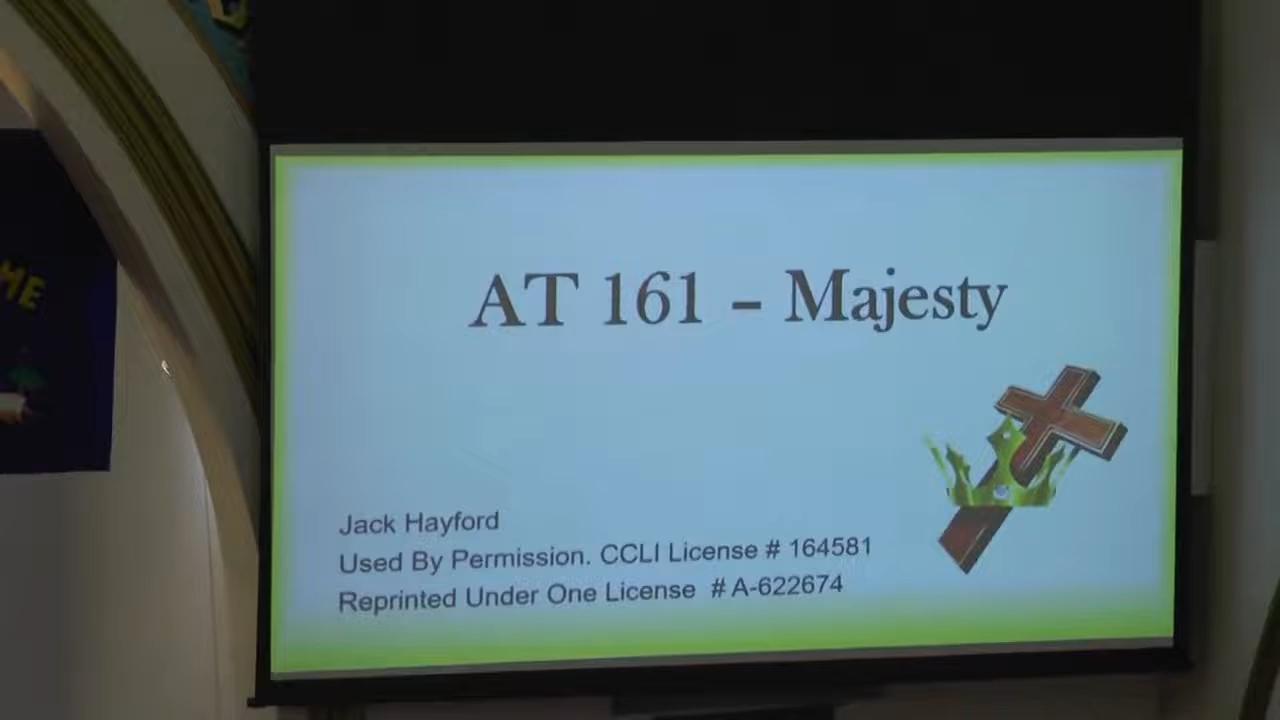 AT 161 – Majesty
Jack Hayford
Used By Permission. CCLI License # 164581
Reprinted Under One License # A-622674